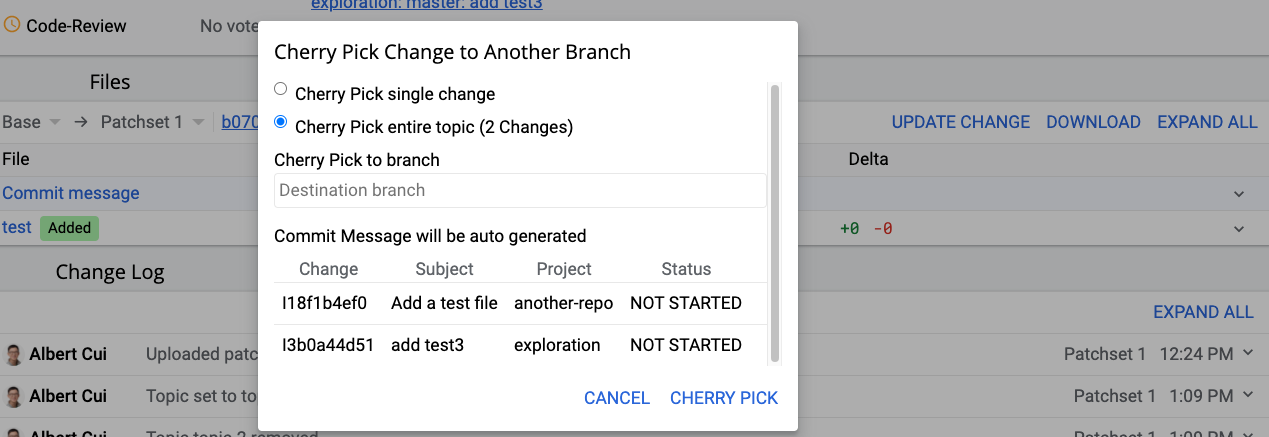 exploration: master: add test3
Code-Review No vote
Cherry Pick Change to Another Branch
Files
Cherry Pick single change
Base → Patchset 1 b070
Cherry Pick entire topic (2 Changes)
UPDATE CHANGE DOWNLOAD EXPAND ALL
File
Cherry Pick to branch
Delta
Commit message
Destination branch
test Added
+0 -0
Commit Message will be auto generated
Change Log
Change Subject Project Status
I18f1b4ef0 Add a test file another-repo NOT STARTED
EXPAND ALL
I3b0a44d51 add test3 exploration NOT STARTED
Albert Cui Uploaded patc
Patchset 1 12:24 PM
Albert Cui Topic set to to
CANCEL CHERRY PICK
Patchset 1 1:09 PM
Albert Cui Topic topic 2 removed
Patchset 1 1:09 PM